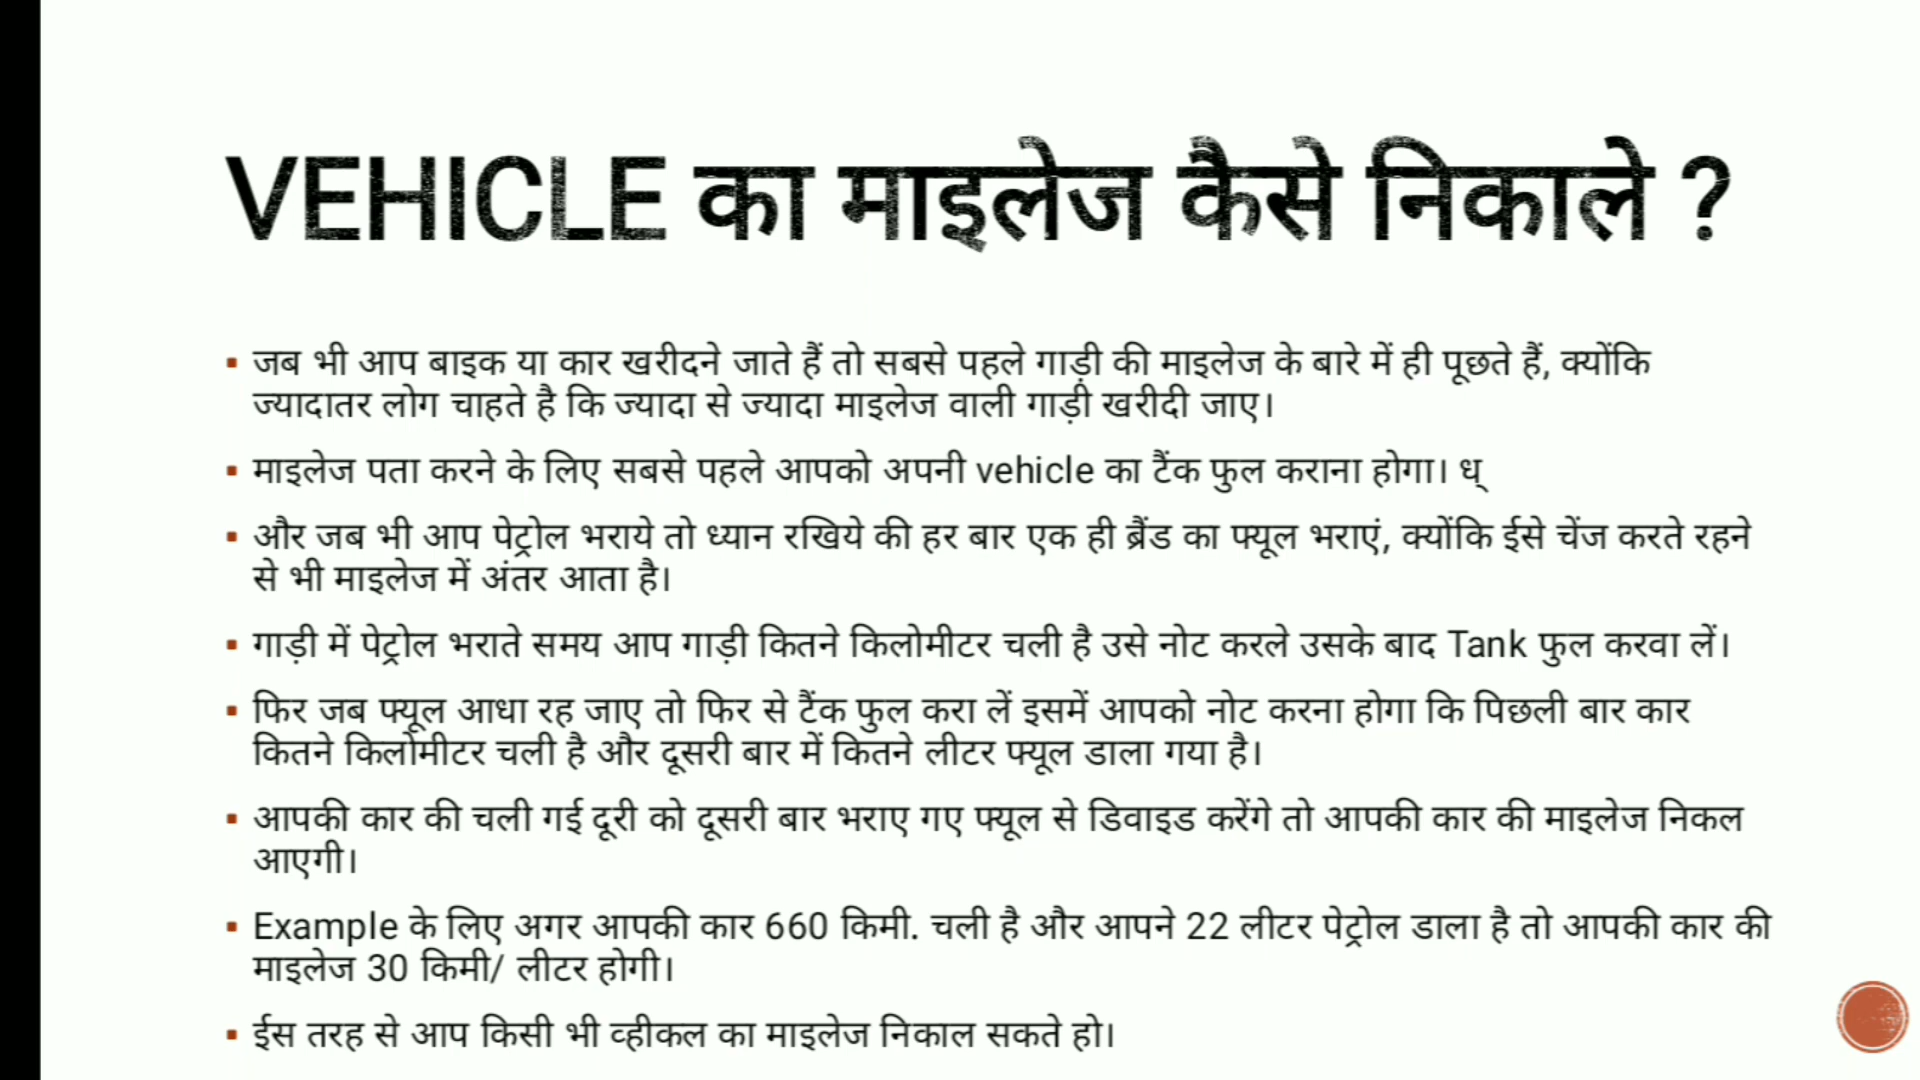 VEHICLE का माइलेज कैसे निकाले ?
▪ जब भी आप बाइक या कार खरीदने जाते हैं तो सबसे पहले गाड़ी की माइलेज के बारे में ही पूछते हैं, क्योंकि
ज्यादातर लोग चाहते है कि ज्यादा से ज्यादा माइलेज वाली गाड़ी खरीदी जाए।
▪ माइलेज पता करने के लिए सबसे पहले आपको अपनी vehicle का टैंक फुल कराना होगा। ध्
▪ और जब भी आप पेट्रोल भराये तो ध्यान रखिये की हर बार एक ही ब्रैंड का फ्यूल भराएं, क्योंकि ईसे चेंज करते रहने
से भी माइलेज में अंतर आता है।
▪ गाड़ी में पेट्रोल भराते समय आप गाड़ी कितने किलोमीटर चली है उसे नोट करले उसके बाद Tank फुल करवा लें।
▪ फिर जब फ्यूल आधा रह जाए तो फिर से टैंक फुल करा लें इसमें आपको नोट करना होगा कि पिछली बार कार
कितने किलोमीटर चली है और दूसरी बार में कितने लीटर फ्यूल डाला गया है।
▪ आपकी कार की चली गई दूरी को दूसरी बार भराए गए फ्यूल से डिवाइड करेंगे तो आपकी कार की माइलेज निकल
आएगी।
▪ Example के लिए अगर आपकी कार 660 किमी. चली है और आपने 22 लीटर पेट्रोल डाला है तो आपकी कार की
माइलेज 30 किमी/ लीटर होगी।
▪ ईस तरह से आप किसी भी व्हीकल का माइलेज निकाल सकते हो।